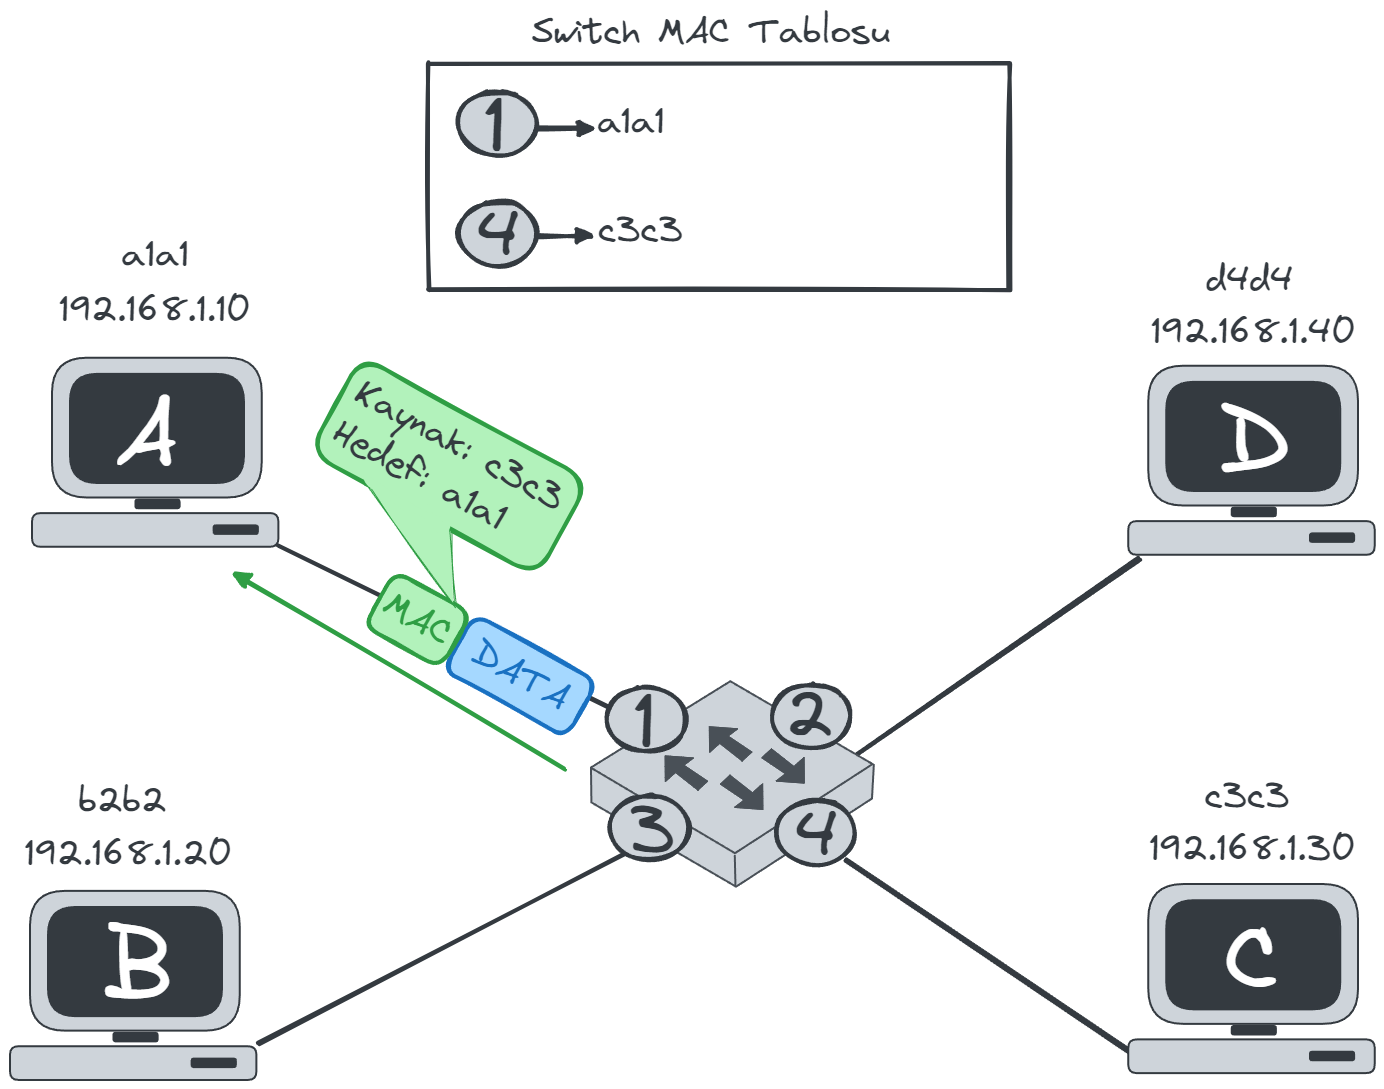 Switch MAC Tablosu
1 a1a1
4 c3c3
a1a1
192.168.1.10
A
d4d4
192.168.1.40
D
Kaynak: c3c3
Hedef: a1a1
MAC
DATA
1
2
3
4
b2b2
192.168.1.20
B
c3c3
192.168.1.30
C